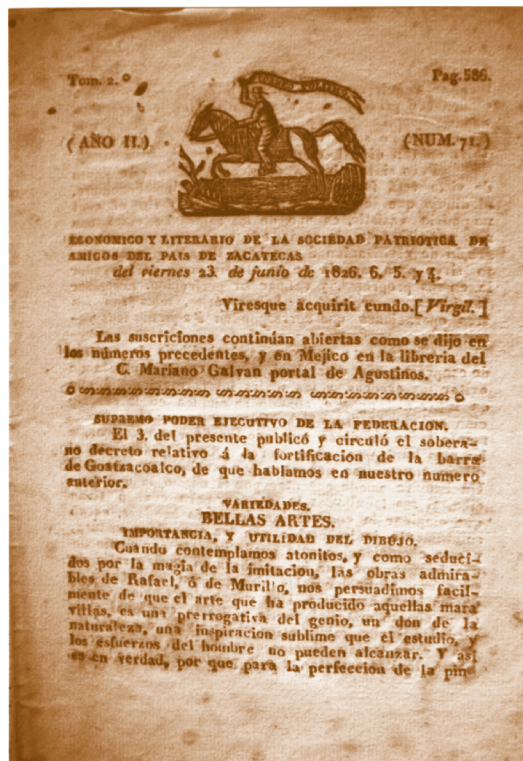 Tom. 2.º
Pag. 586.
CORREO POLITICO,
(AÑO II.)
(NUM. 71.)
ECONOMICO Y LITERARIO DE LA SOCIEDAD PATRIOTICA DE
AMIGOS DEL PAIS DE ZACATECAS
del viernes 23. de junio de 1826. 6. 5. y 4.
Viresque acquirit eundo. [Virgil.]
Las suscriciones continúan abiertas como se dijo en
los números precedentes, y en Mejico en la libreria del
C. Mariano Galvan portal de Agustinos.
SUPREMO PODER EJECUTIVO DE LA FEDERACION.
El 3. del presente publicó y circuló el sobera-
no decreto relativo á la fortificacion de la barra
de Goatzacoalco, de que hablamos en nuestro numero
anterior.
VARIEDADES.
BELLAS ARTES.
IMPORTANCIA, Y UTILIDAD DEL DIBUJO.
Cuando contemplamos atonitos, y como seduci-
dos por la magia de la imitacion, las obras admira-
bles de Rafael, ó de Murillo, nos persuadimos facil-
mente de que el arte que ha producido aquellas mara
villas, es una prerrogativa del genio, un don de la
naturaleza, una inspiracion sublime que el estudio, y
los esfuerzos del hombre no pueden alcanzar. Y asi
es en verdad, por que para la perfeccion de la pin-